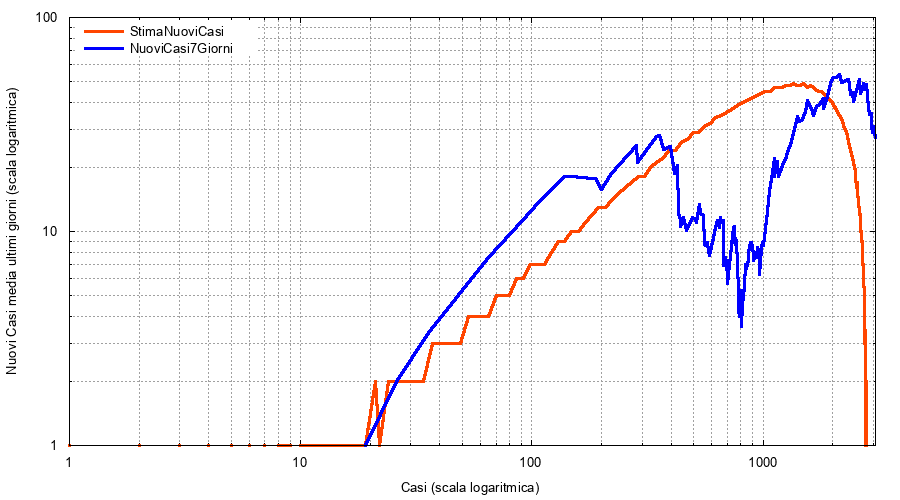 100
StimaNuoviCasi
NuoviCasi7Giorni
Nuovi Casi media ultimi giorni (scala logaritmica)
10
1
1
10
100
1000
Casi (scala logaritmica)